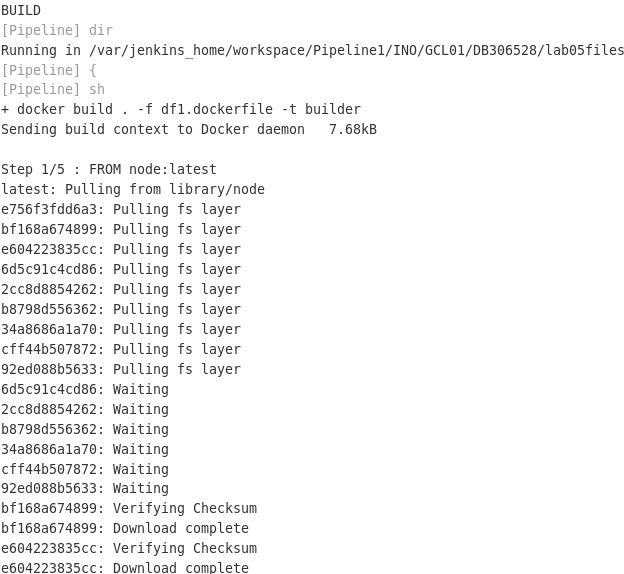 BUILD
[Pipeline] dir
Running in /var/jenkins_home/workspace/Pipeline1/INO/GCL01/DB306528/lab05files
[Pipeline] {
[Pipeline] sh
+ docker build . -f df1.dockerfile -t builder
Sending build context to Docker daemon   7.68kB
Step 1/5 : FROM node:latest
latest: Pulling from library/node
e756f3fdd6a3: Pulling fs layer
bf168a674899: Pulling fs layer
e604223835cc: Pulling fs layer
6d5c91c4cd86: Pulling fs layer
2cc8d8854262: Pulling fs layer
b8798d556362: Pulling fs layer
34a8686a1a70: Pulling fs layer
cff44b507872: Pulling fs layer
92ed088b5633: Pulling fs layer
6d5c91c4cd86: Waiting
2cc8d8854262: Waiting
b8798d556362: Waiting
34a8686a1a70: Waiting
cff44b507872: Waiting
92ed088b5633: Waiting
bf168a674899: Verifying Checksum
bf168a674899: Download complete
e604223835cc: Verifying Checksum
e604223835cc: Download complete